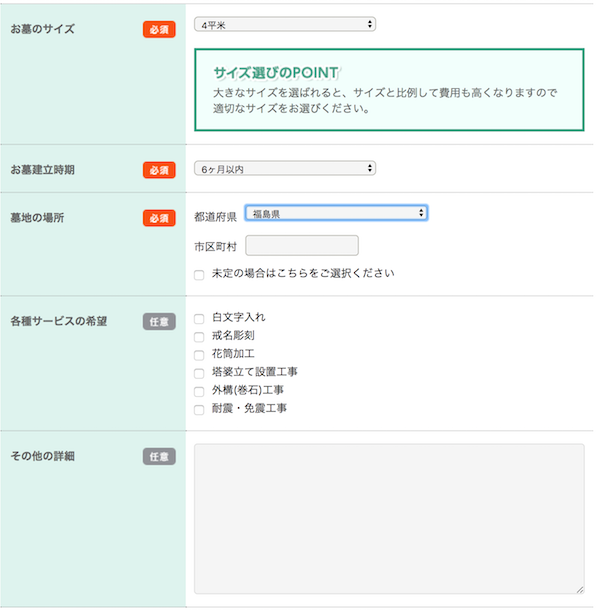 お墓のサイズ 必須 4平米
サイズ選びのPOINT
大きなサイズを選ばれると、サイズと比例して費用も高くなりますので
適切なサイズをお選びください。
お墓建立時期 必須 6ヶ月以内
墓地の場所 必須 都道府県 福島県
市区町村
未定の場合はこちらをご選択ください
各種サービスの希望 任意 白文字入れ
戒名彫刻
花筒加工
塔婆立て設置工事
外構(巻石)工事
耐震・免震工事
その他の詳細 任意